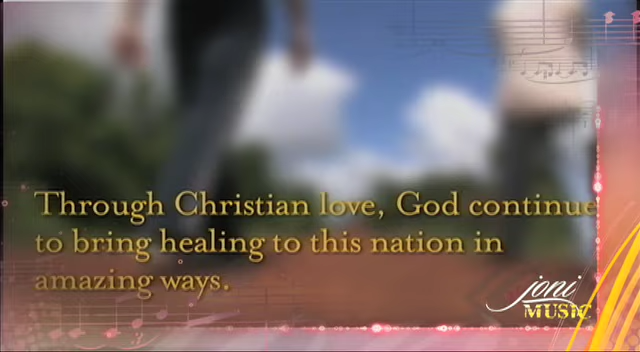 Through Christian love, God continue
to bring healing to this nation in
amazing ways.
joni
MUSIC